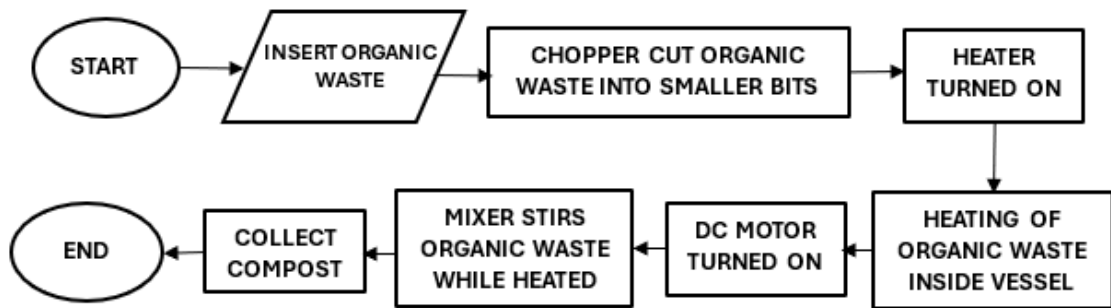 START
INSERT ORGANIC
WASTE
CHOPPER CUT ORGANIC
WASTE INTO SMALLER BITS
HEATER
TURNED ON
HEATING OF
ORGANIC WASTE
INSIDE VESSEL
DC MOTOR
TURNED ON
MIXER STIRS
ORGANIC WASTE
WHILE HEATED
COLLECT
COMPOST
END